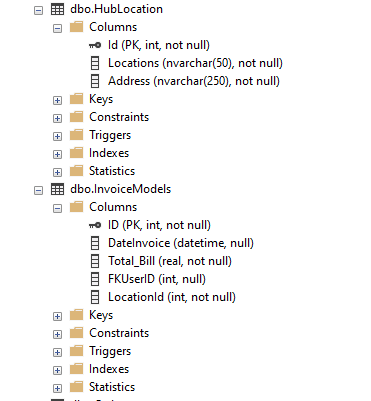 dbo.HubLocation
Columns
Id (PK, int, not null)
Locations (nvarchar(50), not null)
Address (nvarchar(250), not null)
Keys
Constraints
Triggers
Indexes
Statistics
dbo.InvoiceModels
Columns
ID (PK, int, not null)
DateInvoice (datetime, null)
Total_Bill (real, not null)
FKUserID (int, null)
LocationId (int, not null)
Keys
Constraints
Triggers
Indexes
Statistics